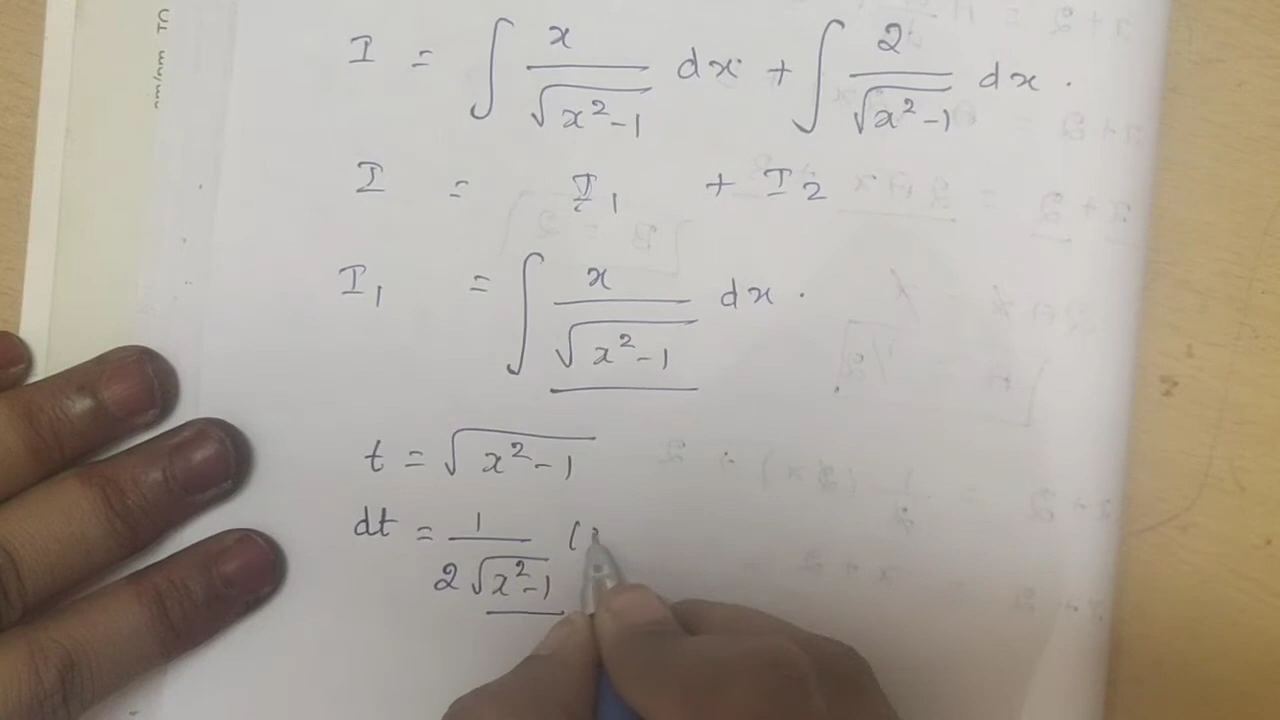 I = ∫ x/√(x²-1) dx + ∫ 2/√(x²-1) dx .
I = I₁ + I₂
I₁ = ∫ x/√(x²-1) dx .
t = √(x²-1)
dt = 1/(2√(x²-1)) (